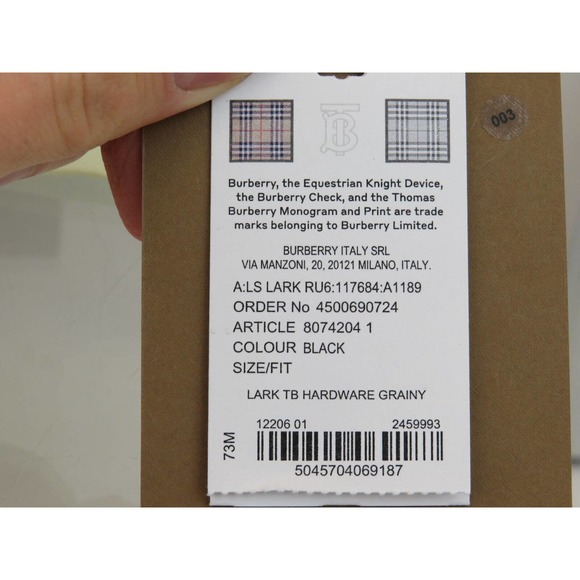 003
Burberry, the Equestrian Knight Device,
the Burberry Check, and the Thomas
Burberry Monogram and Print are trade
marks belonging to Burberry Limited.
BURBERRY ITALY SRL
VIA MANZONI, 20, 20121 MILANO, ITALY.
A:LS LARK RU6:117684:A1189
ORDER No 4500690724
ARTICLE 8074204 1
COLOUR BLACK
SIZE/FIT
LARK TB HARDWARE GRAINY
12206 01 2459993
73M
5045704069187